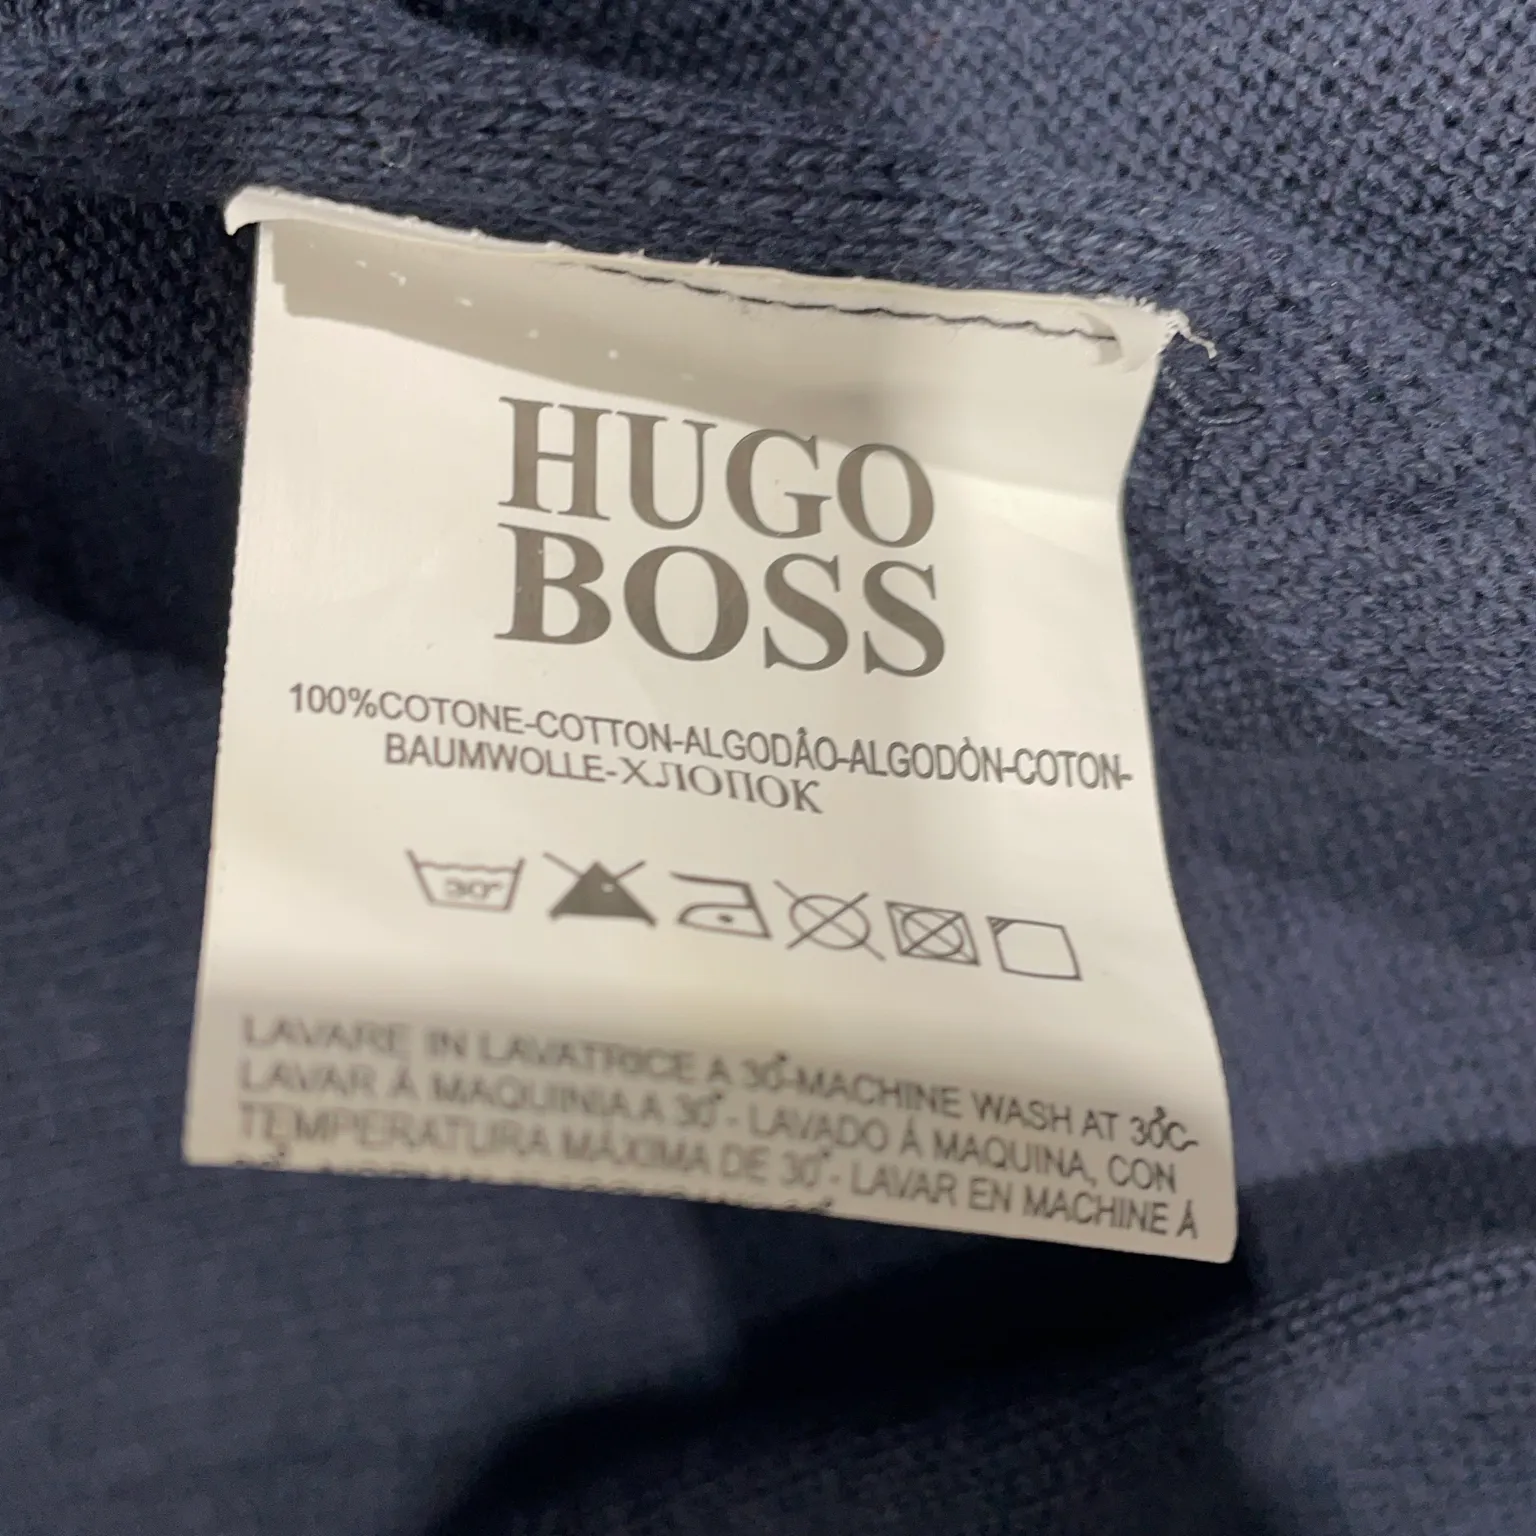 HUGO
BOSS
100%COTONE-COTTON-ALGODÂO-ALGODÒN-COTON-
BAUMWOLLE-ХЛОПОК
30°
LAVARE IN LAVATRICE A 30°-MACHINE WASH AT 30°C-
LAVAR Á MAQUINIA A 30° - LAVADO Á MAQUINA, CON
TEMPERATURA MÁXIMA DE 30° - LAVAR EN MACHINE Á